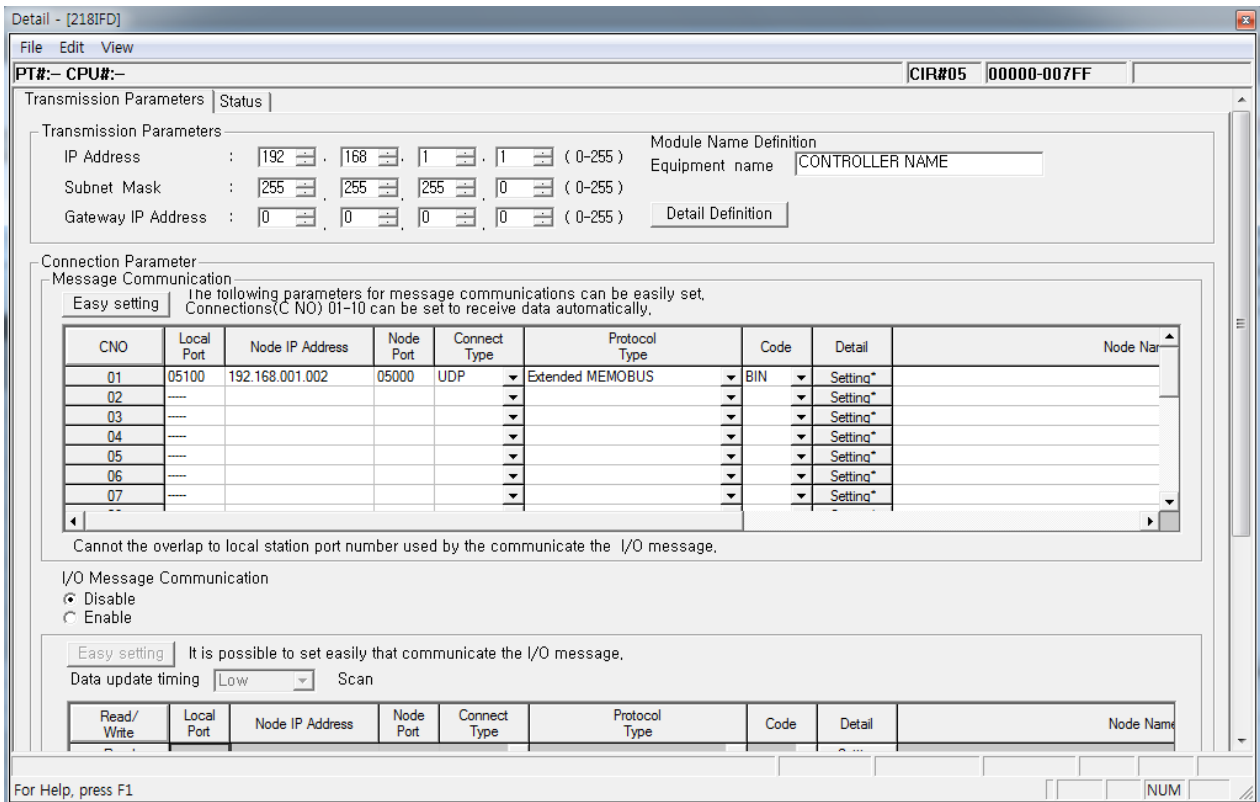 Detail - [218IFD]
File Edit View
PT#:– CPU#:– CIR#05 00000-007FF
Transmission Parameters Status
Transmission Parameters
IP Address : 192 . 168 . 1 . 1 ( 0-255 )
Subnet Mask : 255 . 255 . 255 . 0 ( 0-255 )
Gateway IP Address : 0 . 0 . 0 . 0 ( 0-255 )
Module Name Definition
Equipment name CONTROLLER NAME
Detail Definition
Connection Parameter
Message Communication
Easy setting
The following parameters for message communications can be easily set,
Connections(C NO) 01-10 can be set to receive data automatically,
CNO Local Port Node IP Address Node Port Connect Type Protocol Type Code Detail Node Nar
01 05100 192.168.001.002 05000 UDP Extended MEMOBUS BIN Setting*
02 ----- Setting*
03 ----- Setting*
04 ----- Setting*
05 ----- Setting*
06 ----- Setting*
07 ----- Setting*
Cannot the overlap to local station port number used by the communicate the I/O message,
I/O Message Communication
Disable
Enable
Easy setting It is possible to set easily that communicate the I/O message,
Data update timing Low Scan
Read/ Write Local Port Node IP Address Node Port Connect Type Protocol Type Code Detail Node Name
For Help, press F1 NUM